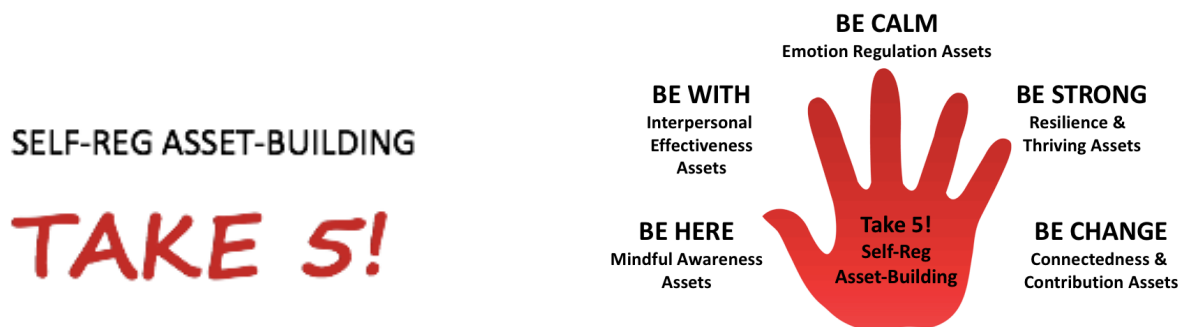 SELF-REG ASSET-BUILDING
TAKE 5!
BE CALM
Emotion Regulation Assets
BE WITH
Interpersonal
Effectiveness
Assets
BE STRONG
Resilience &
Thriving Assets
BE HERE
Mindful Awareness
Assets
Take 5!
Self-Reg
Asset-Building
BE CHANGE
Connectedness &
Contribution Assets